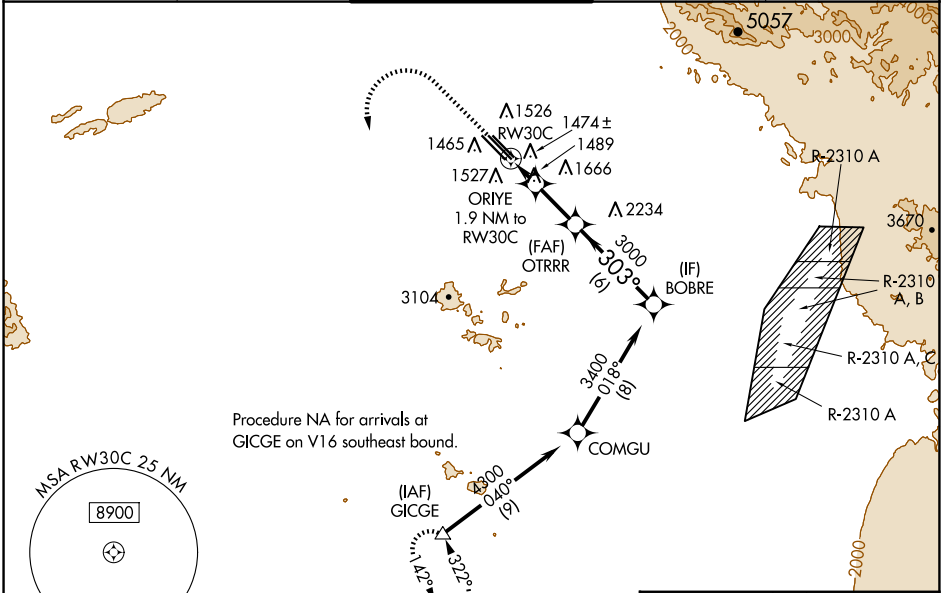 5057
2000
3000
3000
1526
RW30C
1474 ±
1465
1489
1527
1666
R-2310 A
ORIYE
1.9 NM to
RW30C
2234
3670
(FAF)
OTRRR
3000
303°
(6)
(IF)
BOBRE
R-2310
A, B
3104
R-2310 A, C
3400
018°
(8)
R-2310 A
Procedure NA for arrivals at
GICGE on V16 southeast bound.
COMGU
MSA RW30C 25 NM
8900
(IAF)
GICGE
4300
040°
(9)
142°
322°
2000